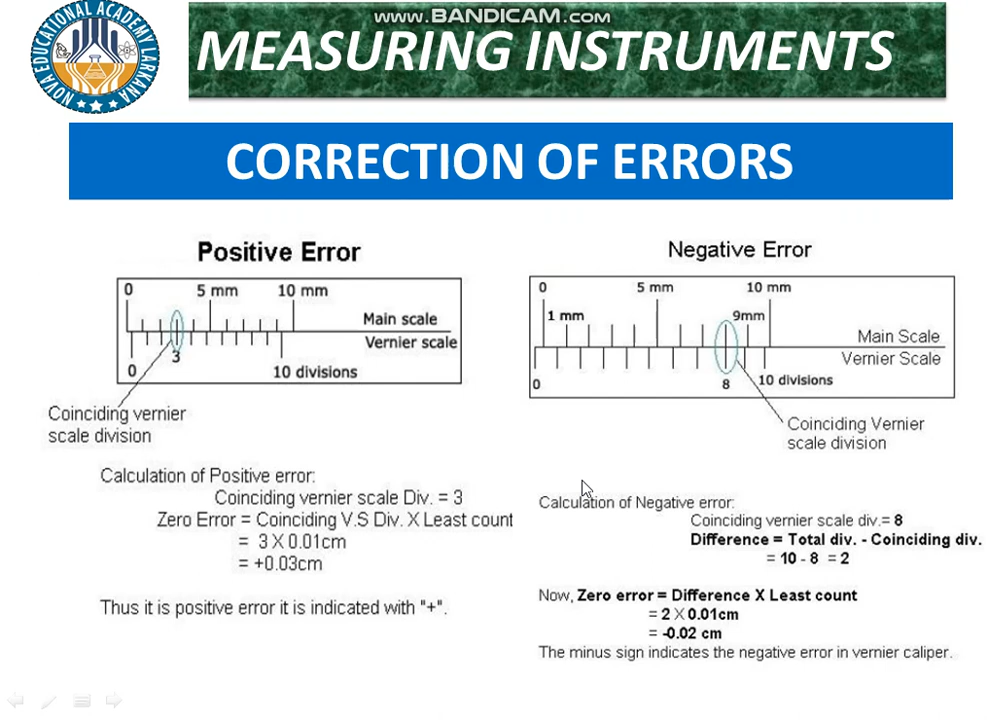 www.BANDICAM.com
NOVA EDUCATIONAL ACADEMY LARKANA
MEASURING INSTRUMENTS
CORRECTION OF ERRORS
Positive Error
0 5 mm 10 mm
Main scale
Vernier scale
3
0 10 divisions
Coinciding vernier
scale division
Calculation of Positive error:
Coinciding vernier scale Div. = 3
Zero Error = Coinciding V.S Div. X Least count
= 3 X 0.01cm
= +0.03cm
Thus it is positive error it is indicated with "+".
Negative Error
0 5 mm 10 mm
1 mm 9mm
Main Scale
Vernier Scale
0 8 10 divisions
Coinciding Vernier
scale division
Calculation of Negative error:
Coinciding vernier scale div.= 8
Difference = Total div. - Coinciding div.
= 10 - 8 = 2
Now, Zero error = Difference X Least count
= 2 X 0.01cm
= -0.02 cm
The minus sign indicates the negative error in vernier caliper.